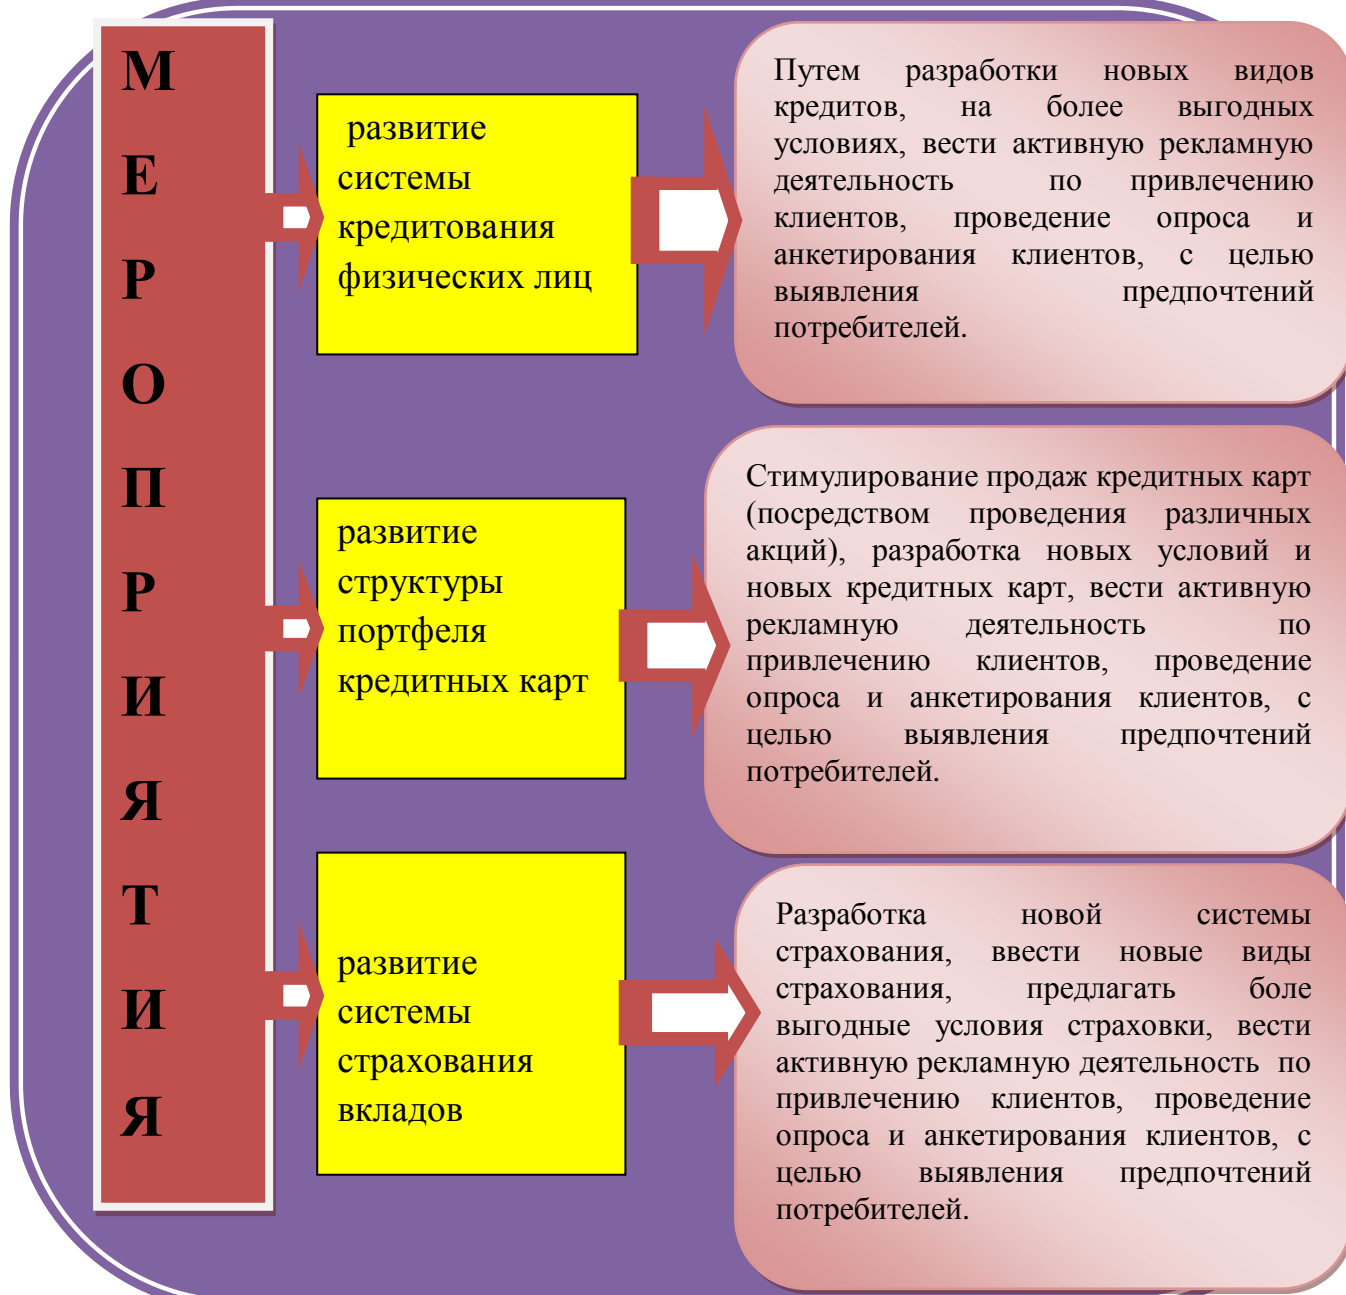 М
Е
Р
О
П
Р
И
Я
Т
И
Я
развитие
системы
кредитования
физических лиц
Путем разработки новых видов
кредитов, на более выгодных
условиях, вести активную рекламную
деятельность по привлечению
клиентов, проведение опроса и
анкетирования клиентов, с целью
выявления предпочтений
потребителей.
развитие
структуры
портфеля
кредитных карт
Стимулирование продаж кредитных карт
(посредством проведения различных
акций), разработка новых условий и
новых кредитных карт, вести активную
рекламную деятельность по
привлечению клиентов, проведение
опроса и анкетирования клиентов, с
целью выявления предпочтений
потребителей.
развитие
системы
страхования
вкладов
Разработка новой системы
страхования, ввести новые виды
страхования, предлагать боле
выгодные условия страховки, вести
активную рекламную деятельность по
привлечению клиентов, проведение
опроса и анкетирования клиентов, с
целью выявления предпочтений
потребителей.